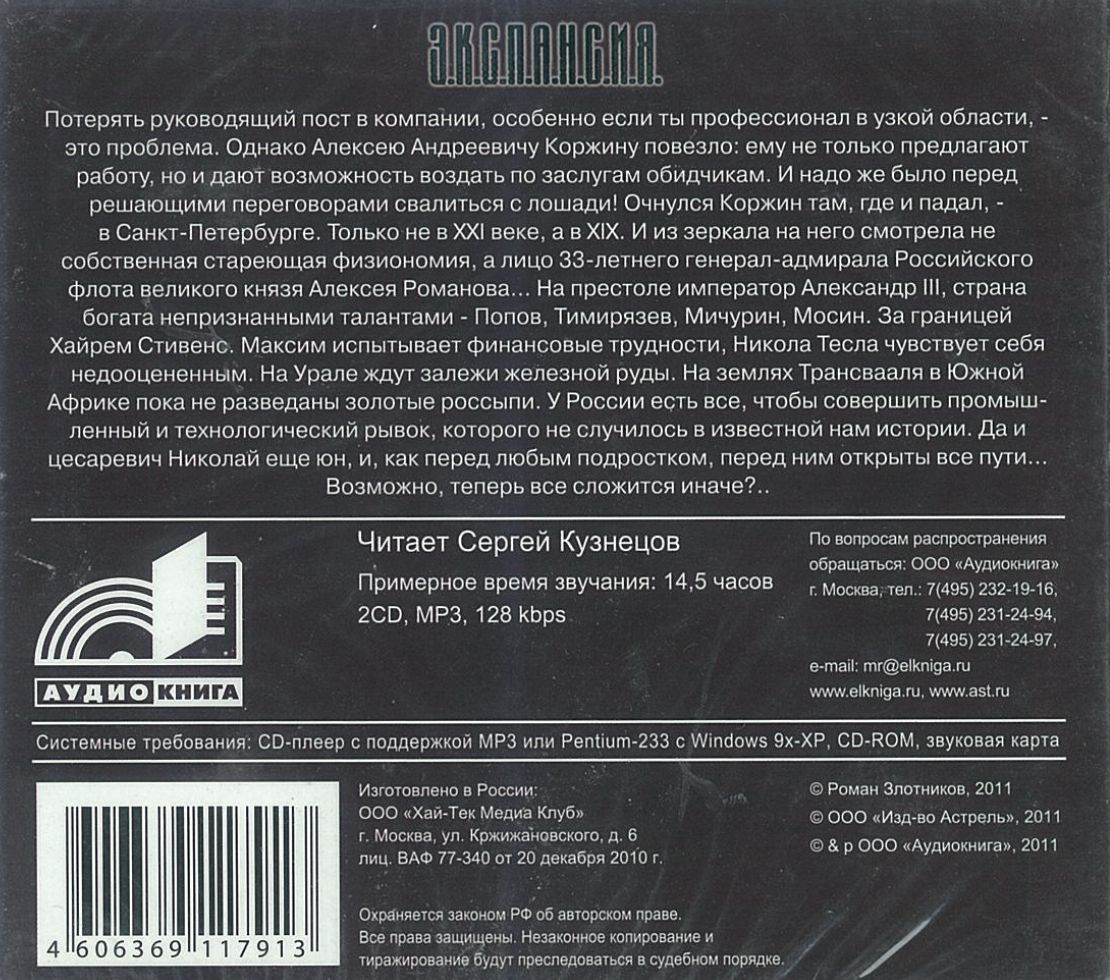 Э.К.С.П.А.Н.С.И.Я.
Потерять руководящий пост в компании, особенно если ты профессионал в узкой области, -
это проблема. Однако Алексею Андреевичу Коржину повезло: ему не только предлагают
работу, но и дают возможность воздать по заслугам обидчикам. И надо же было перед
решающими переговорами свалиться с лошади! Очнулся Коржин там, где и падал, -
в Санкт-Петербурге. Только не в XXI веке, а в XIX. И из зеркала на него смотрела не
собственная стареющая физиономия, а лицо 33-летнего генерал-адмирала Российского
флота великого князя Алексея Романова... На престоле император Александр III, страна
богата непризнанными талантами - Попов, Тимирязев, Мичурин, Мосин. За границей
Хайрем Стивенс. Максим испытывает финансовые трудности, Никола Тесла чувствует себя
недооцененным. На Урале ждут залежи железной руды. На землях Трансвааля в Южной
Африке пока не разведаны золотые россыпи. У России есть все, чтобы совершить промыш-
ленный и технологический рывок, которого не случилось в известной нам истории. Да и
цесаревич Николай еще юн, и, как перед любым подростком, перед ним открыты все пути...
Возможно, теперь все сложится иначе?..
АУДИОКНИГА
Читает Сергей Кузнецов
Примерное время звучания: 14,5 часов
2CD, MP3, 128 kbps
По вопросам распространения
обращаться: ООО «Аудиокнига»
г. Москва, тел.: 7(495) 232-19-16,
7(495) 231-24-94,
7(495) 231-24-97,
e-mail: mr@elkniga.ru
www.elkniga.ru, www.ast.ru
Системные требования: CD-плеер с поддержкой MP3 или Pentium-233 с Windows 9x-XP, CD-ROM, звуковая карта
4 606369 117913
Изготовлено в России:
ООО «Хай-Тек Медиа Клуб»
г. Москва, ул. Кржижановского, д. 6
лиц. ВАФ 77-340 от 20 декабря 2010 г.
Охраняется законом РФ об авторском праве.
Все права защищены. Незаконное копирование и
тиражирование будут преследоваться в судебном порядке.
© Роман Злотников, 2011
© ООО «Изд-во Астрель», 2011
© & p ООО «Аудиокнига», 2011